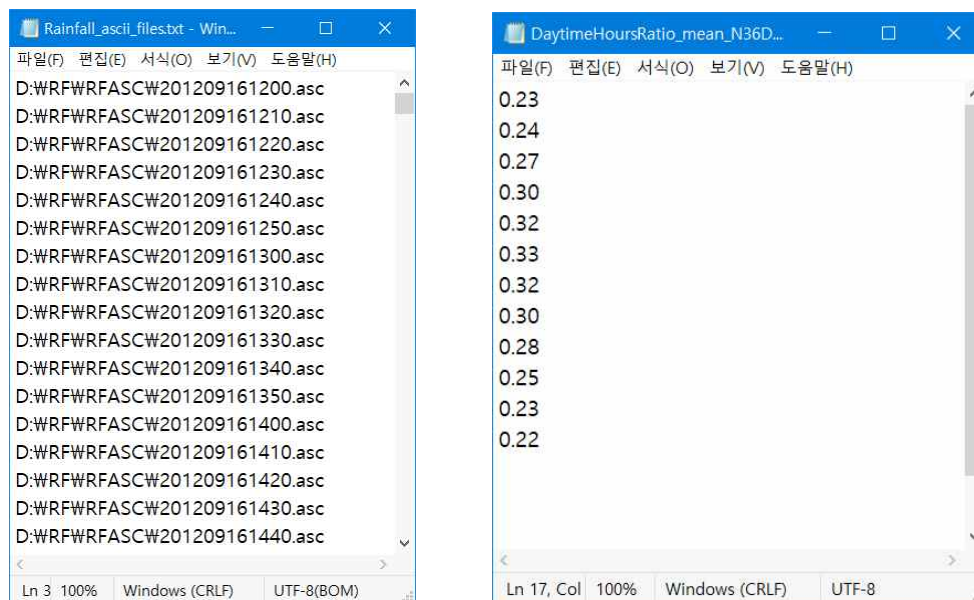 Rainfall_ascii_files.txt - Win...
파일(F) 편집(E) 서식(O) 보기(V) 도움말(H)
D:₩RF₩RFASC₩201209161200.asc
D:₩RF₩RFASC₩201209161210.asc
D:₩RF₩RFASC₩201209161220.asc
D:₩RF₩RFASC₩201209161230.asc
D:₩RF₩RFASC₩201209161240.asc
D:₩RF₩RFASC₩201209161250.asc
D:₩RF₩RFASC₩201209161300.asc
D:₩RF₩RFASC₩201209161310.asc
D:₩RF₩RFASC₩201209161320.asc
D:₩RF₩RFASC₩201209161330.asc
D:₩RF₩RFASC₩201209161340.asc
D:₩RF₩RFASC₩201209161350.asc
D:₩RF₩RFASC₩201209161400.asc
D:₩RF₩RFASC₩201209161410.asc
D:₩RF₩RFASC₩201209161420.asc
D:₩RF₩RFASC₩201209161430.asc
D:₩RF₩RFASC₩201209161440.asc
Ln 3 100% Windows (CRLF) UTF-8(BOM)
DaytimeHoursRatio_mean_N36D...
파일(F) 편집(E) 서식(O) 보기(V) 도움말(H)
0.23
0.24
0.27
0.30
0.32
0.33
0.32
0.30
0.28
0.25
0.23
0.22
Ln 17, Col 100% Windows (CRLF) UTF-8